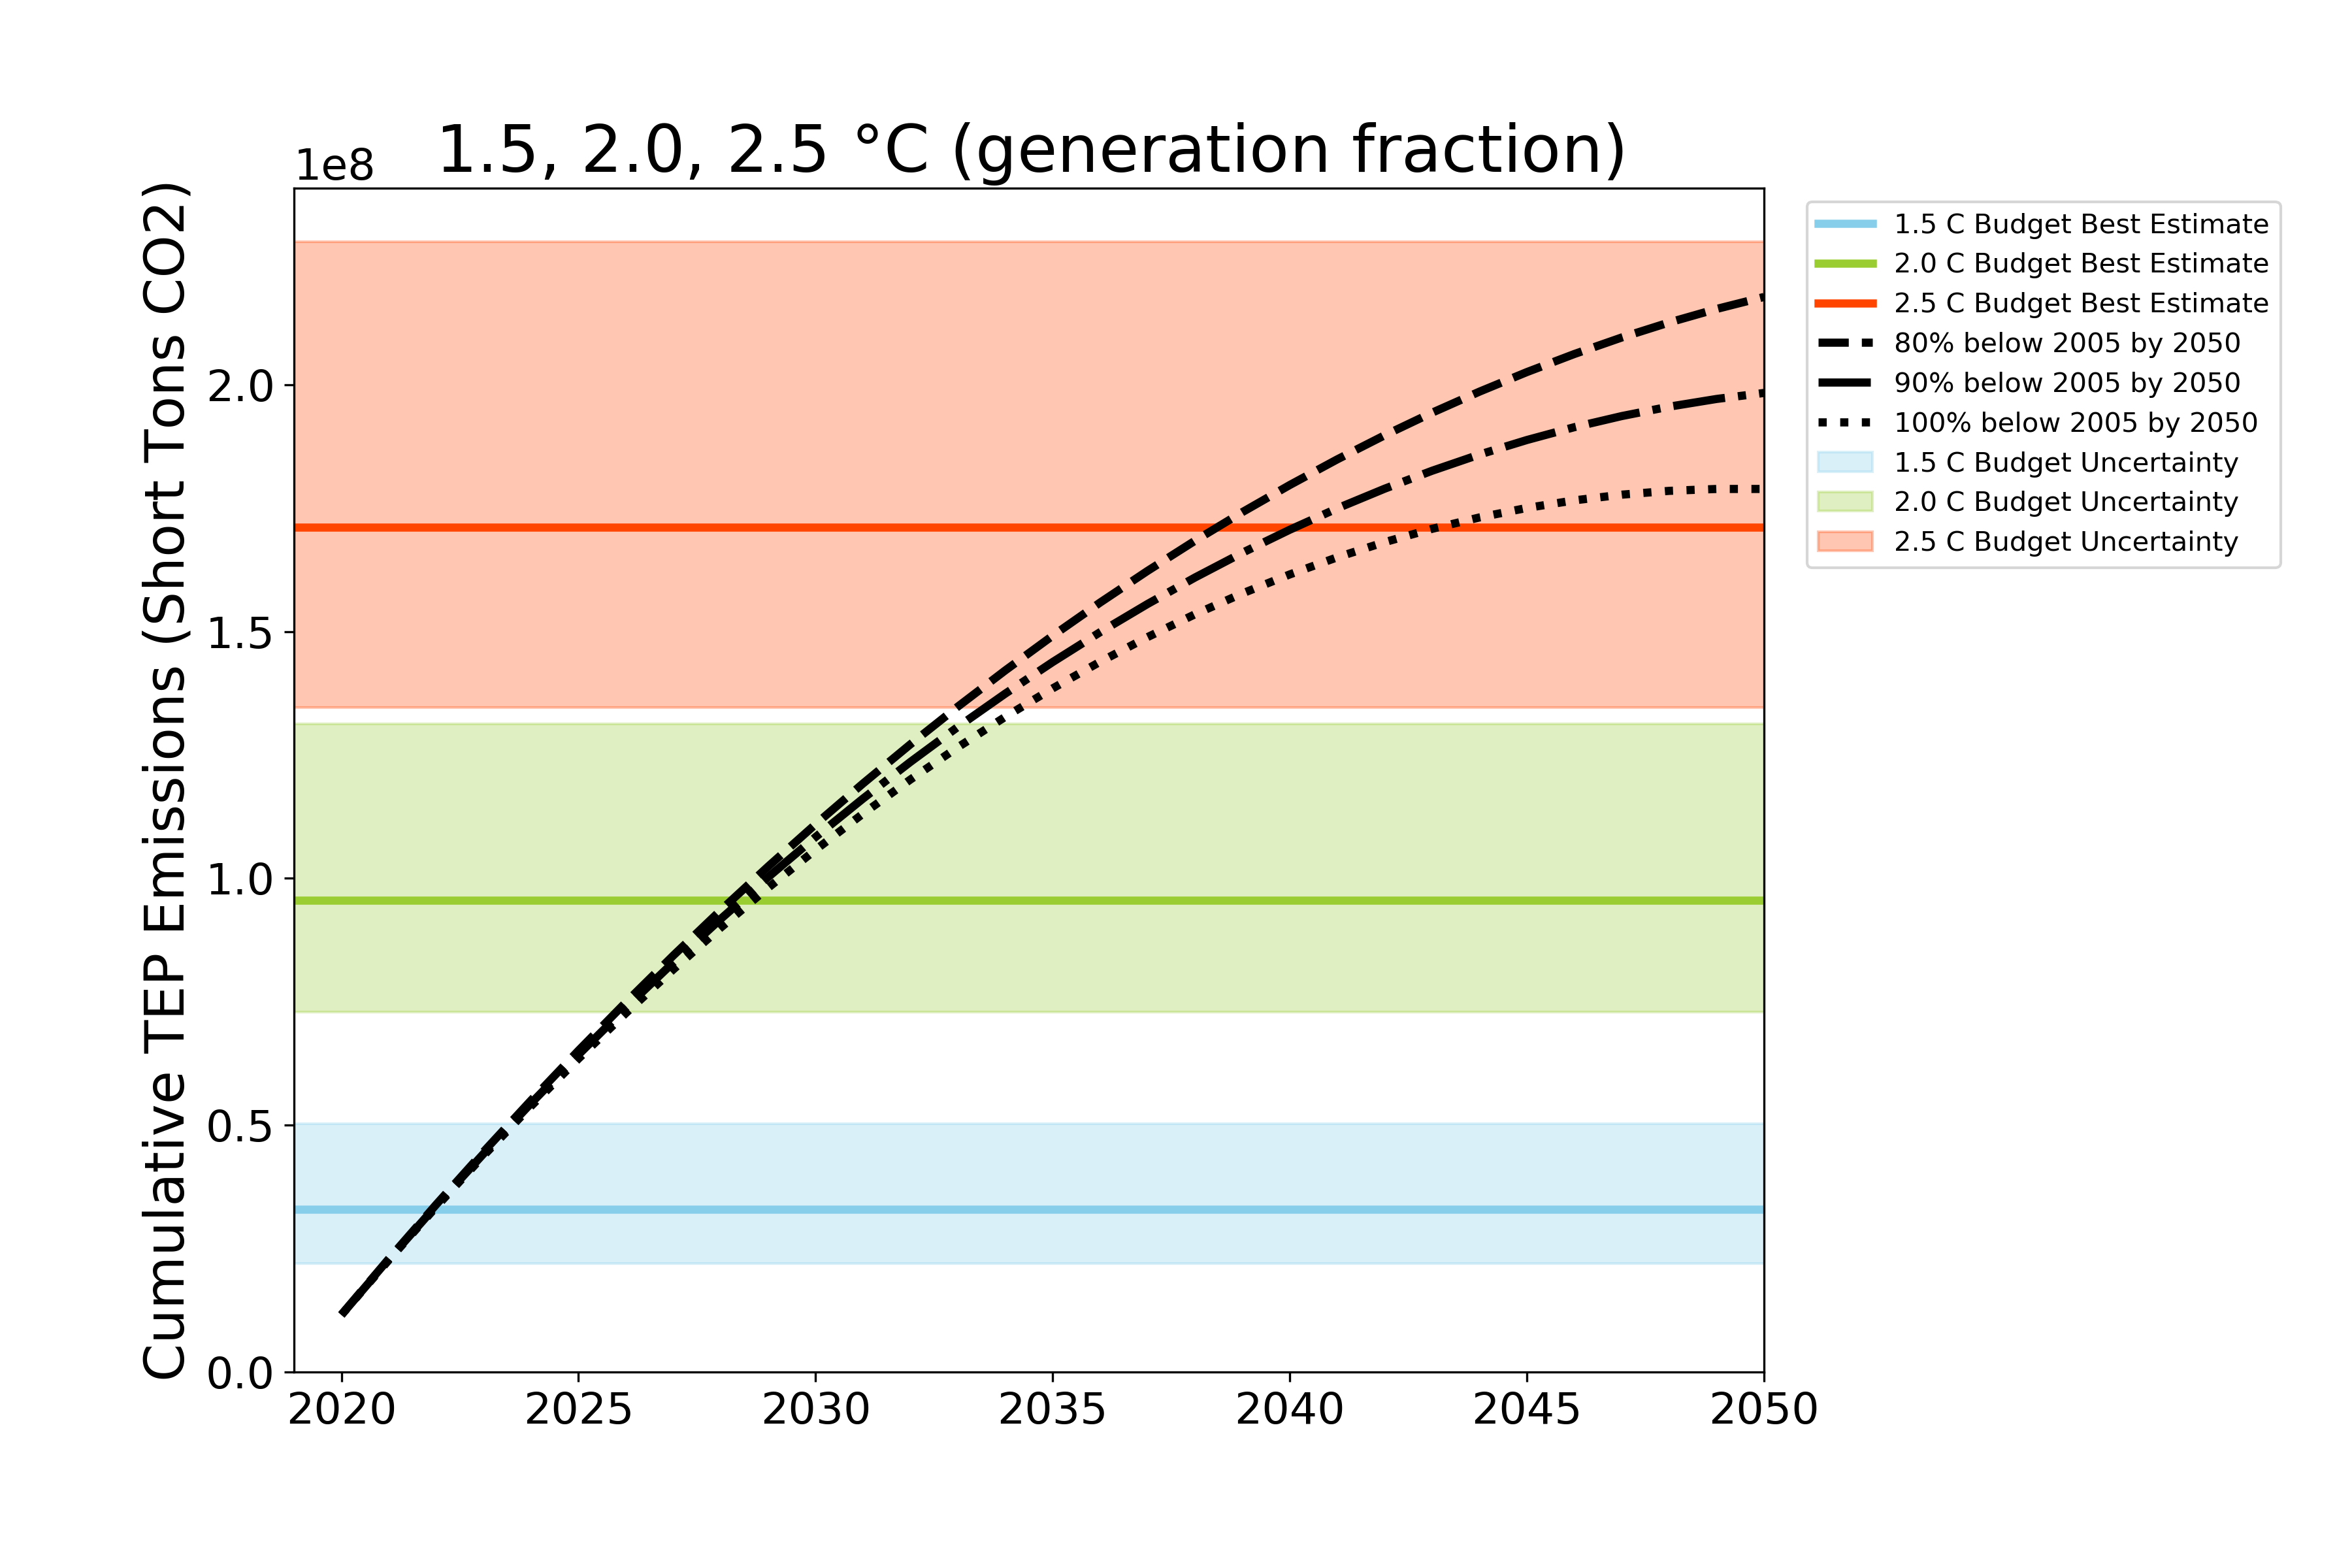 1.5, 2.0, 2.5 °C (generation fraction)
1e8
Cumulative TEP Emissions (Short Tons CO2)
2.0
1.5
1.0
0.5
0.0
2020 2025 2030 2035 2040 2045 2050
1.5 C Budget Best Estimate
2.0 C Budget Best Estimate
2.5 C Budget Best Estimate
80% below 2005 by 2050
90% below 2005 by 2050
100% below 2005 by 2050
1.5 C Budget Uncertainty
2.0 C Budget Uncertainty
2.5 C Budget Uncertainty